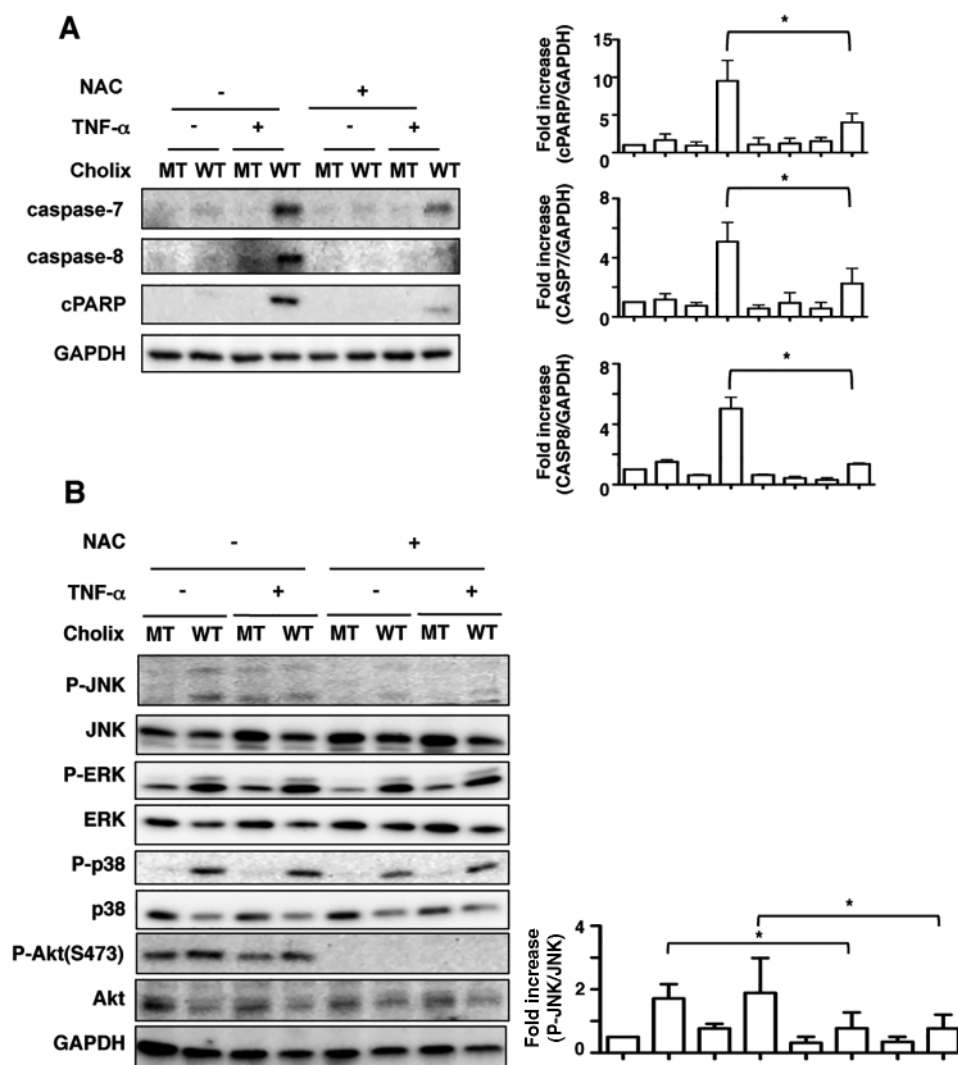 A
NAC - +
TNF-α - + - +
Cholix MT WT MT WT MT WT MT WT
caspase-7
caspase-8
cPARP
GAPDH
Fold increase
(cPARP/GAPDH)
15
10
5
0
*
Fold increase
(CASP7/GAPDH)
8
4
0
*
Fold increase
(CASP8/GAPDH)
8
4
0
*
B
NAC - +
TNF-α - + - +
Cholix MT WT MT WT MT WT MT WT
P-JNK
JNK
P-ERK
ERK
P-p38
p38
P-Akt(S473)
Akt
GAPDH
Fold increase
(P-JNK/JNK)
4
2
0
*
*